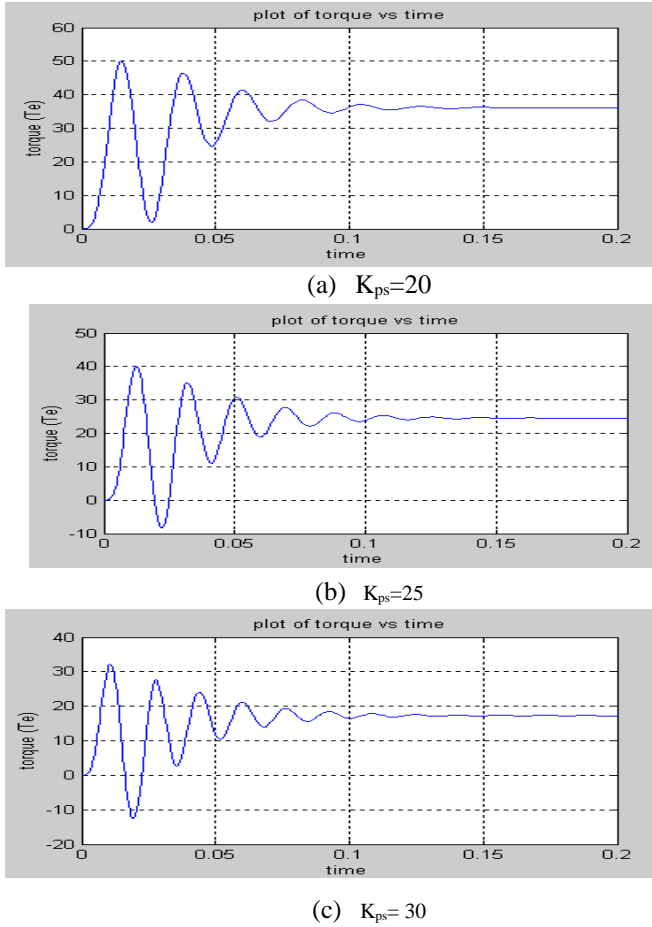 plot of torque vs time
60
50
40
30
20
10
0
torque (Te)
0 0.05 0.1 0.15 0.2
time
(a) Kps=20
plot of torque vs time
50
40
30
20
10
0
-10
torque (Te)
0 0.05 0.1 0.15 0.2
time
(b) Kps=25
plot of torque vs time
40
30
20
10
0
-10
-20
torque (Te)
0 0.05 0.1 0.15 0.2
time
(c) Kps= 30